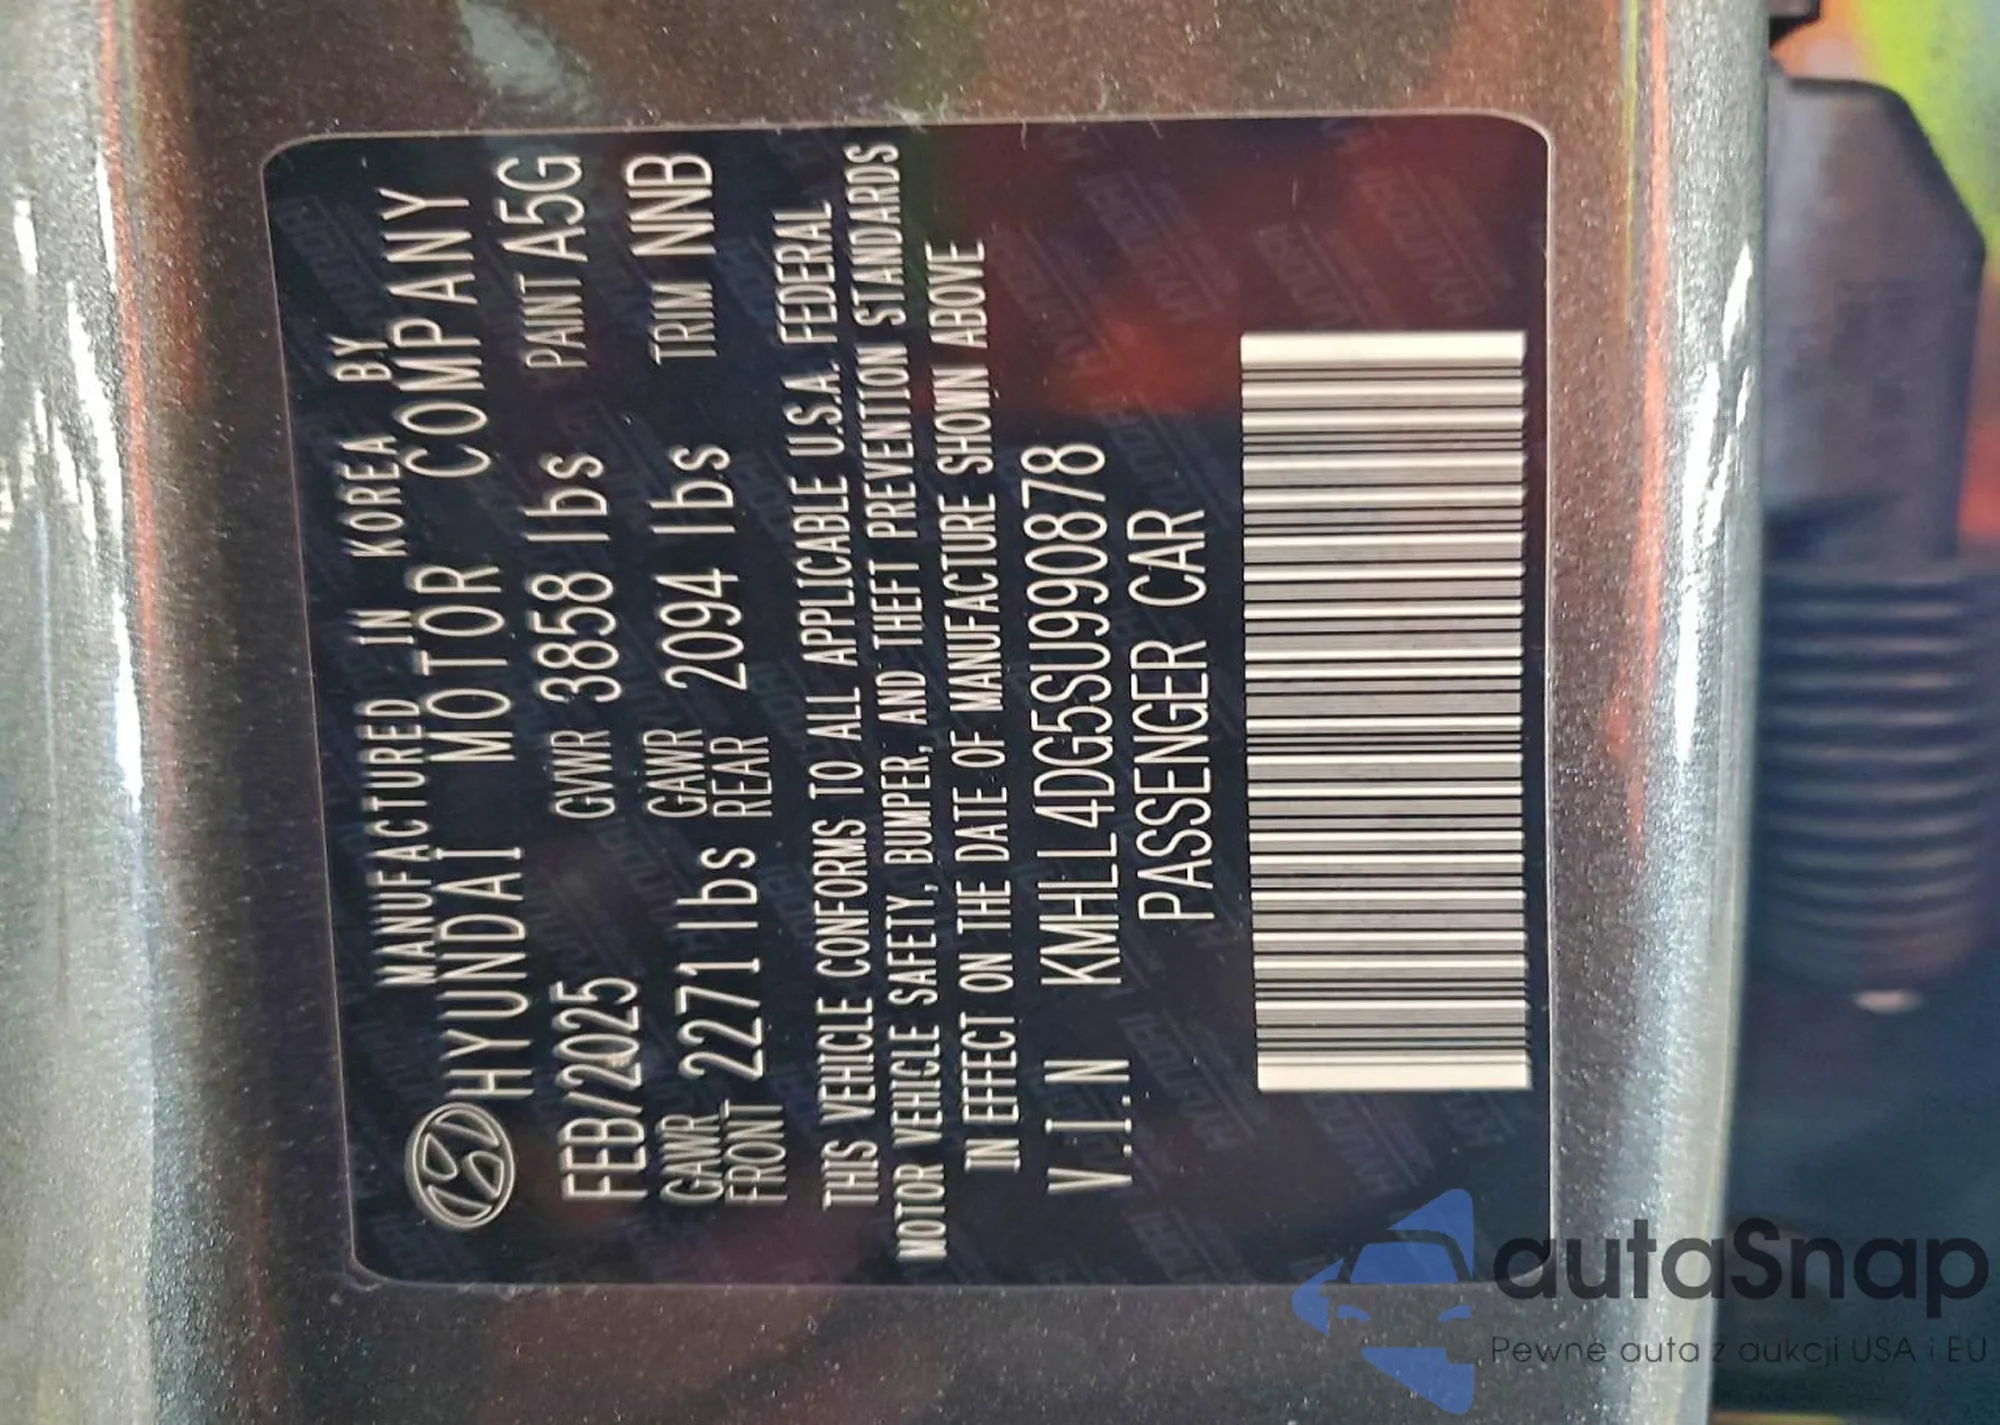 MANUFACTURED IN KOREA BY
HYUNDAI MOTOR COMPANY
FEB/2025 GVWR 3858 lbs PAINT A5G
GAWR FRONT 2271 lbs GAWR REAR 2094 lbs TRIM NNB
THIS VEHICLE CONFORMS TO ALL APPLICABLE U.S.A. FEDERAL
MOTOR VEHICLE SAFETY, BUMPER, AND THEFT PREVENTION STANDARDS
IN EFFECT ON THE DATE OF MANUFACTURE SHOWN ABOVE
V.I.N KMHLL4DG5SU990878
PASSENGER CAR
autaSnap
Pewne auta z aukcji USA i EU